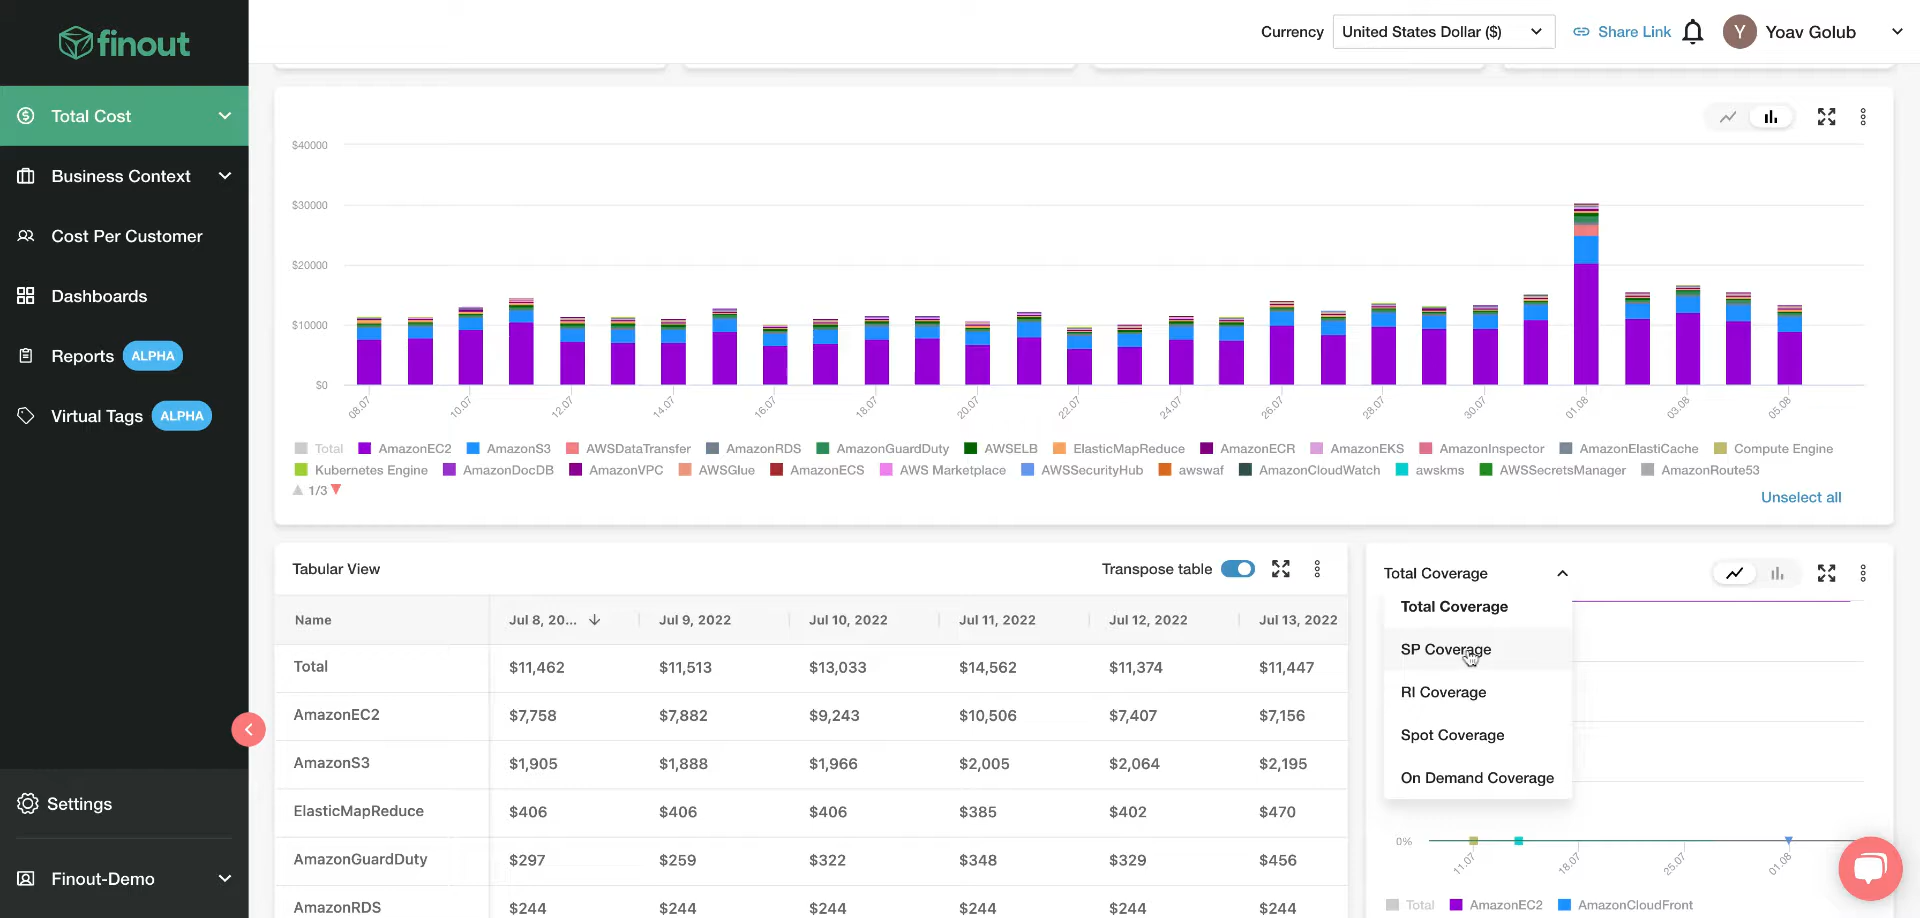 finout
Currency United States Dollar ($) Share Link Y Yoav Golub
Total Cost
Business Context
Cost Per Customer
Dashboards
Reports ALPHA
Virtual Tags ALPHA
Settings
Finout-Demo
$40000
$30000
$20000
$10000
$0
08.07 10.07 12.07 14.07 16.07 18.07 20.07 22.07 24.07 26.07 28.07 30.07 01.08 03.08 05.08
Total AmazonEC2 AmazonS3 AWSDataTransfer AmazonRDS AmazonGuardDuty AWSELB ElasticMapReduce AmazonECR AmazonEKS AmazonInspector AmazonElastiCache Compute Engine
Kubernetes Engine AmazonDocDB AmazonVPC AWSGlue AmazonECS AWS Marketplace AWSSecurityHub awswaf AmazonCloudWatch awskms AWSSecretsManager AmazonRoute53
1/3
Unselect all
Tabular View Transpose table
Name Jul 8, 20... Jul 9, 2022 Jul 10, 2022 Jul 11, 2022 Jul 12, 2022 Jul 13, 2022
Total $11,462 $11,513 $13,033 $14,562 $11,374 $11,447
AmazonEC2 $7,758 $7,882 $9,243 $10,506 $7,407 $7,156
AmazonS3 $1,905 $1,888 $1,966 $2,005 $2,064 $2,195
ElasticMapReduce $406 $406 $406 $385 $402 $470
AmazonGuardDuty $297 $259 $322 $348 $329 $456
AmazonRDS $244 $244 $244 $244 $244 $244
Total Coverage
Total Coverage
SP Coverage
RI Coverage
Spot Coverage
On Demand Coverage
0%
11.07 18.07 25.07 01.08
Total AmazonEC2 AmazonCloudFront